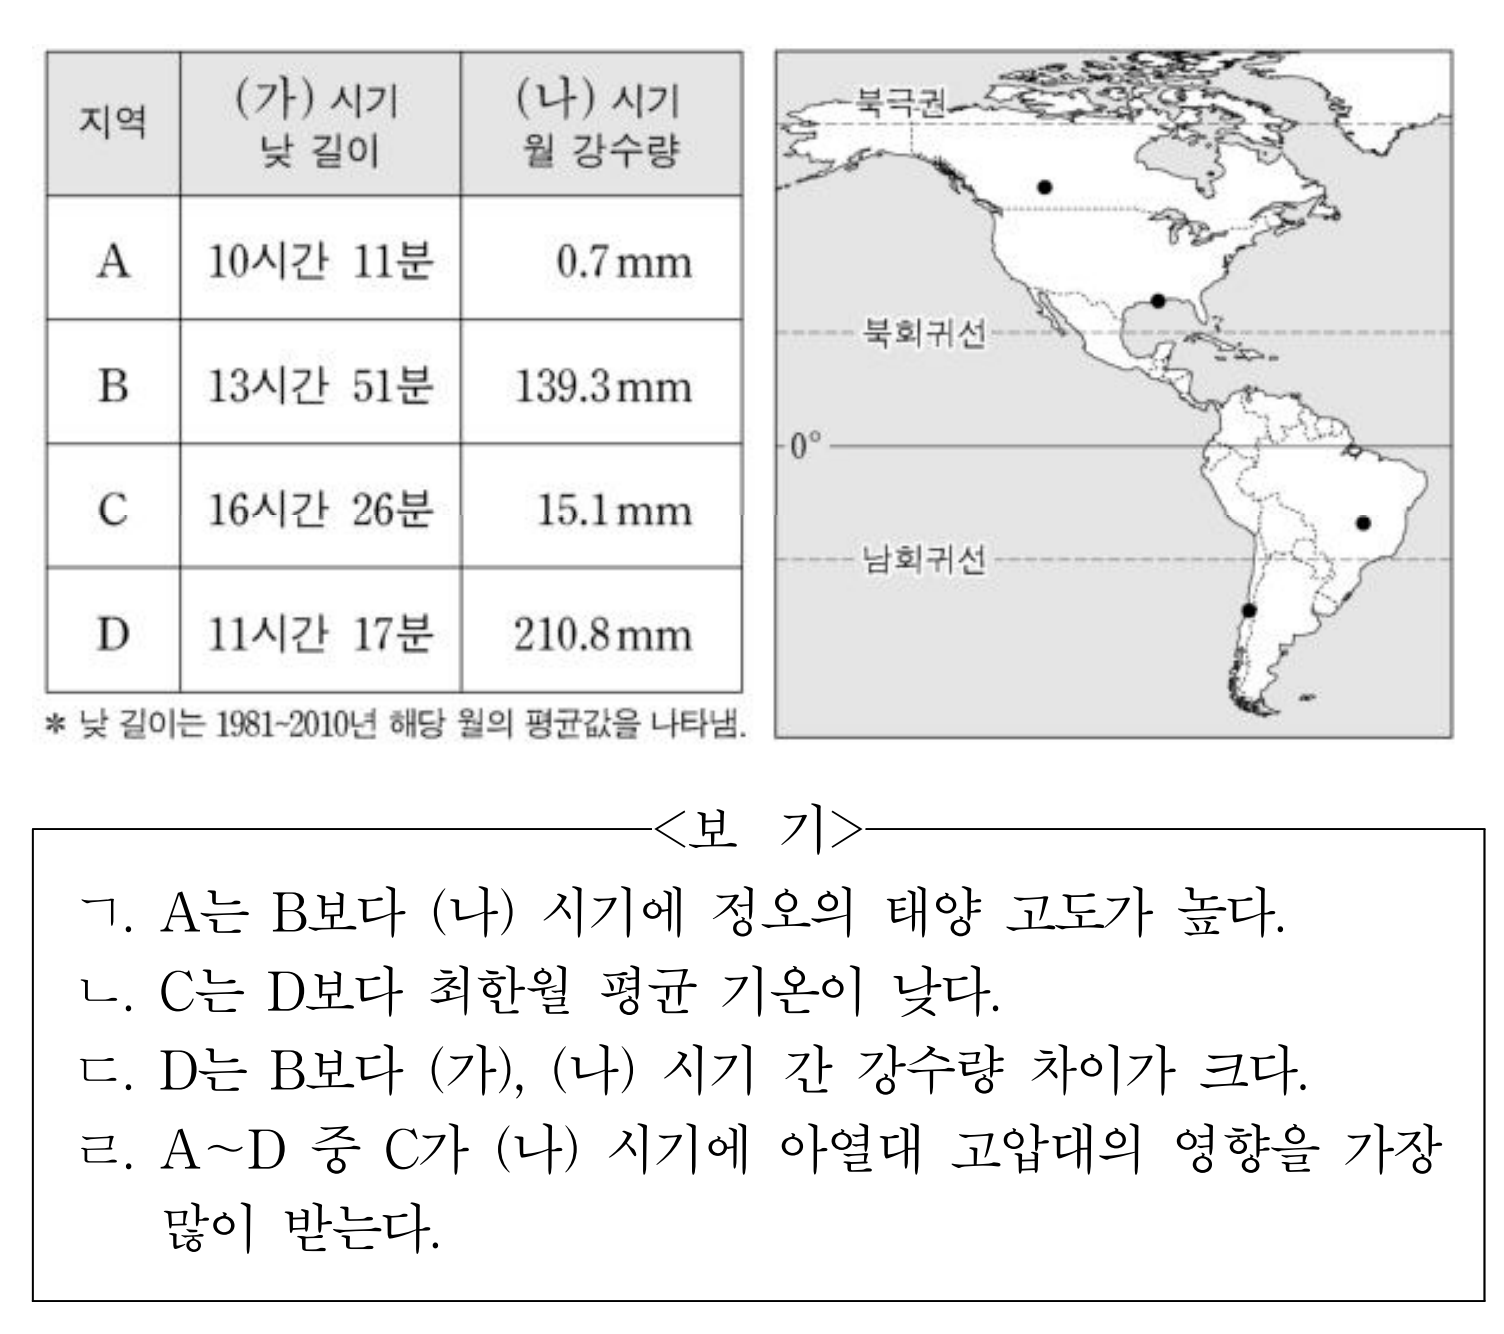 지역 (가) 시기 낮 길이 (나) 시기 월 강수량
A 10시간 11분 0.7mm
B 13시간 51분 139.3mm
C 16시간 26분 15.1mm
D 11시간 17분 210.8mm
* 낮 길이는 1981~2010년 해당 월의 평균값을 나타냄.
북극권
북회귀선
0°
남회귀선
<보 기>
ㄱ. A는 B보다 (나) 시기에 정오의 태양 고도가 높다.
ㄴ. C는 D보다 최한월 평균 기온이 낮다.
ㄷ. D는 B보다 (가), (나) 시기 간 강수량 차이가 크다.
ㄹ. A~D 중 C가 (나) 시기에 아열대 고압대의 영향을 가장
많이 받는다.